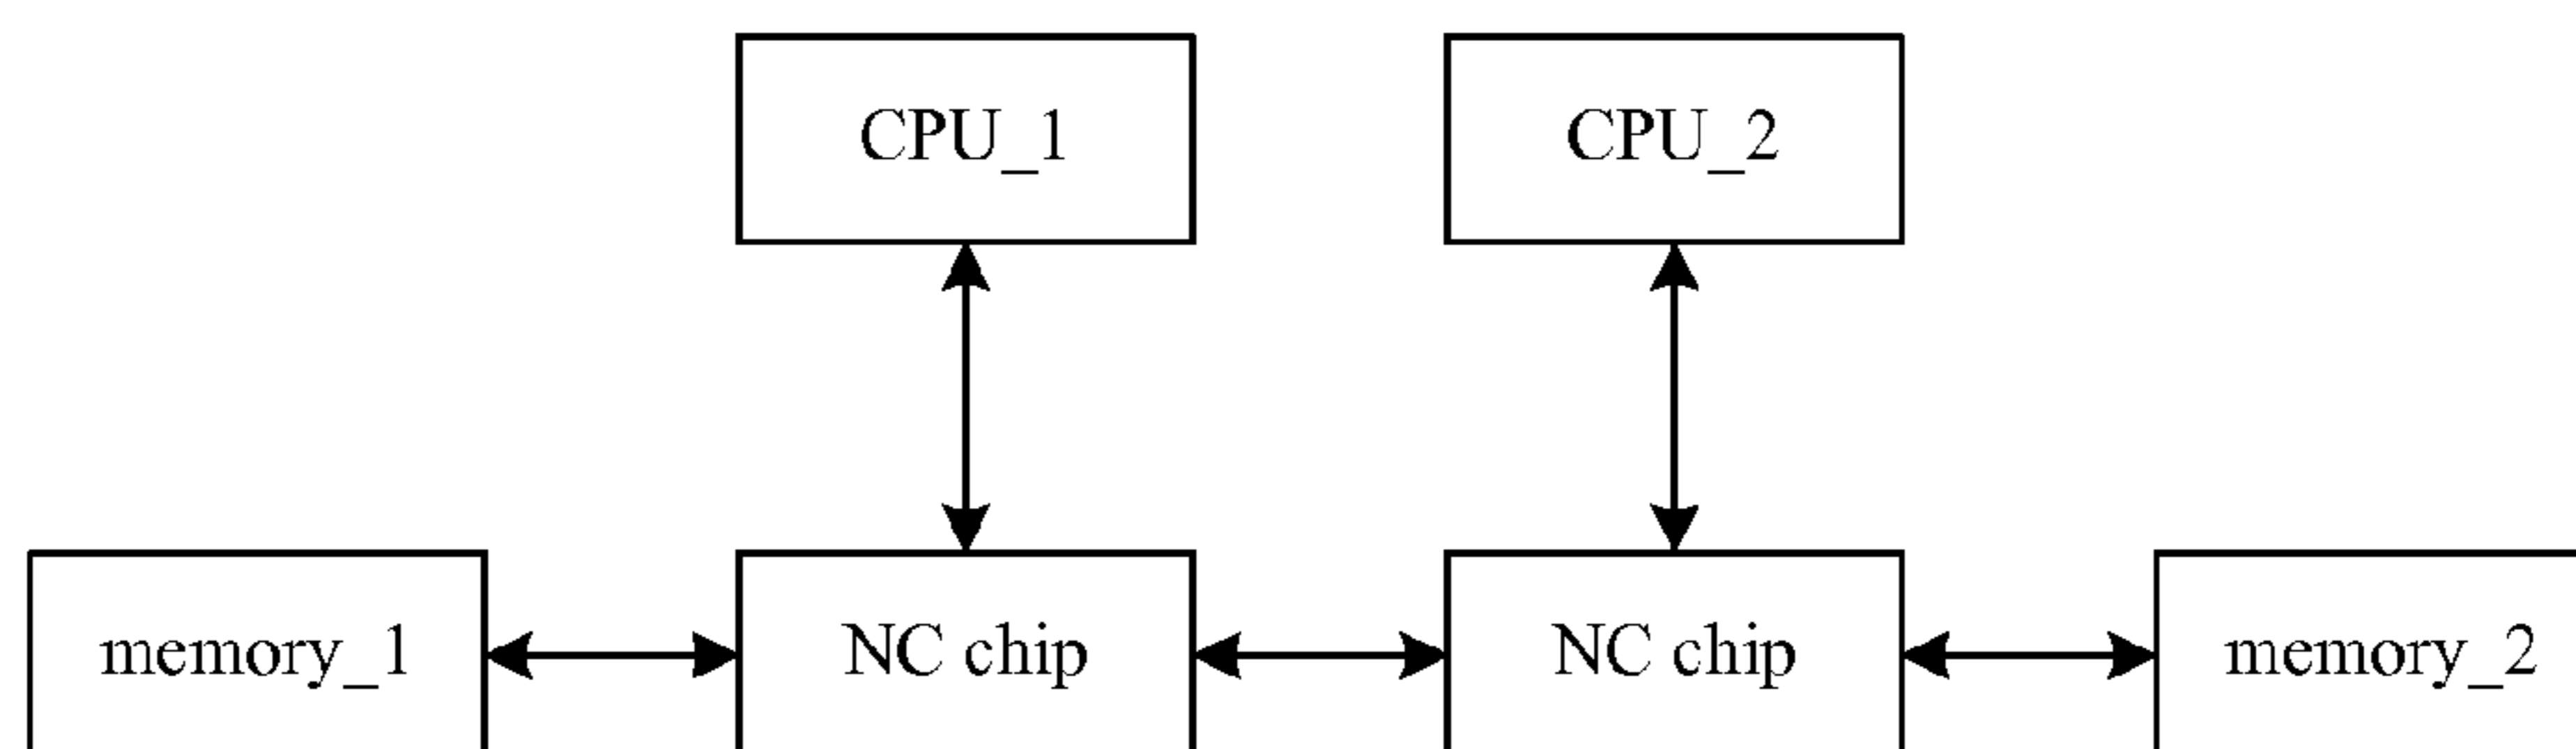 CPU_1
CPU_2
memory_1
NC chip
NC chip
memory_2